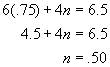 6(.75) + 4n = 6.5
4.5 + 4n = 6.5
n = .50